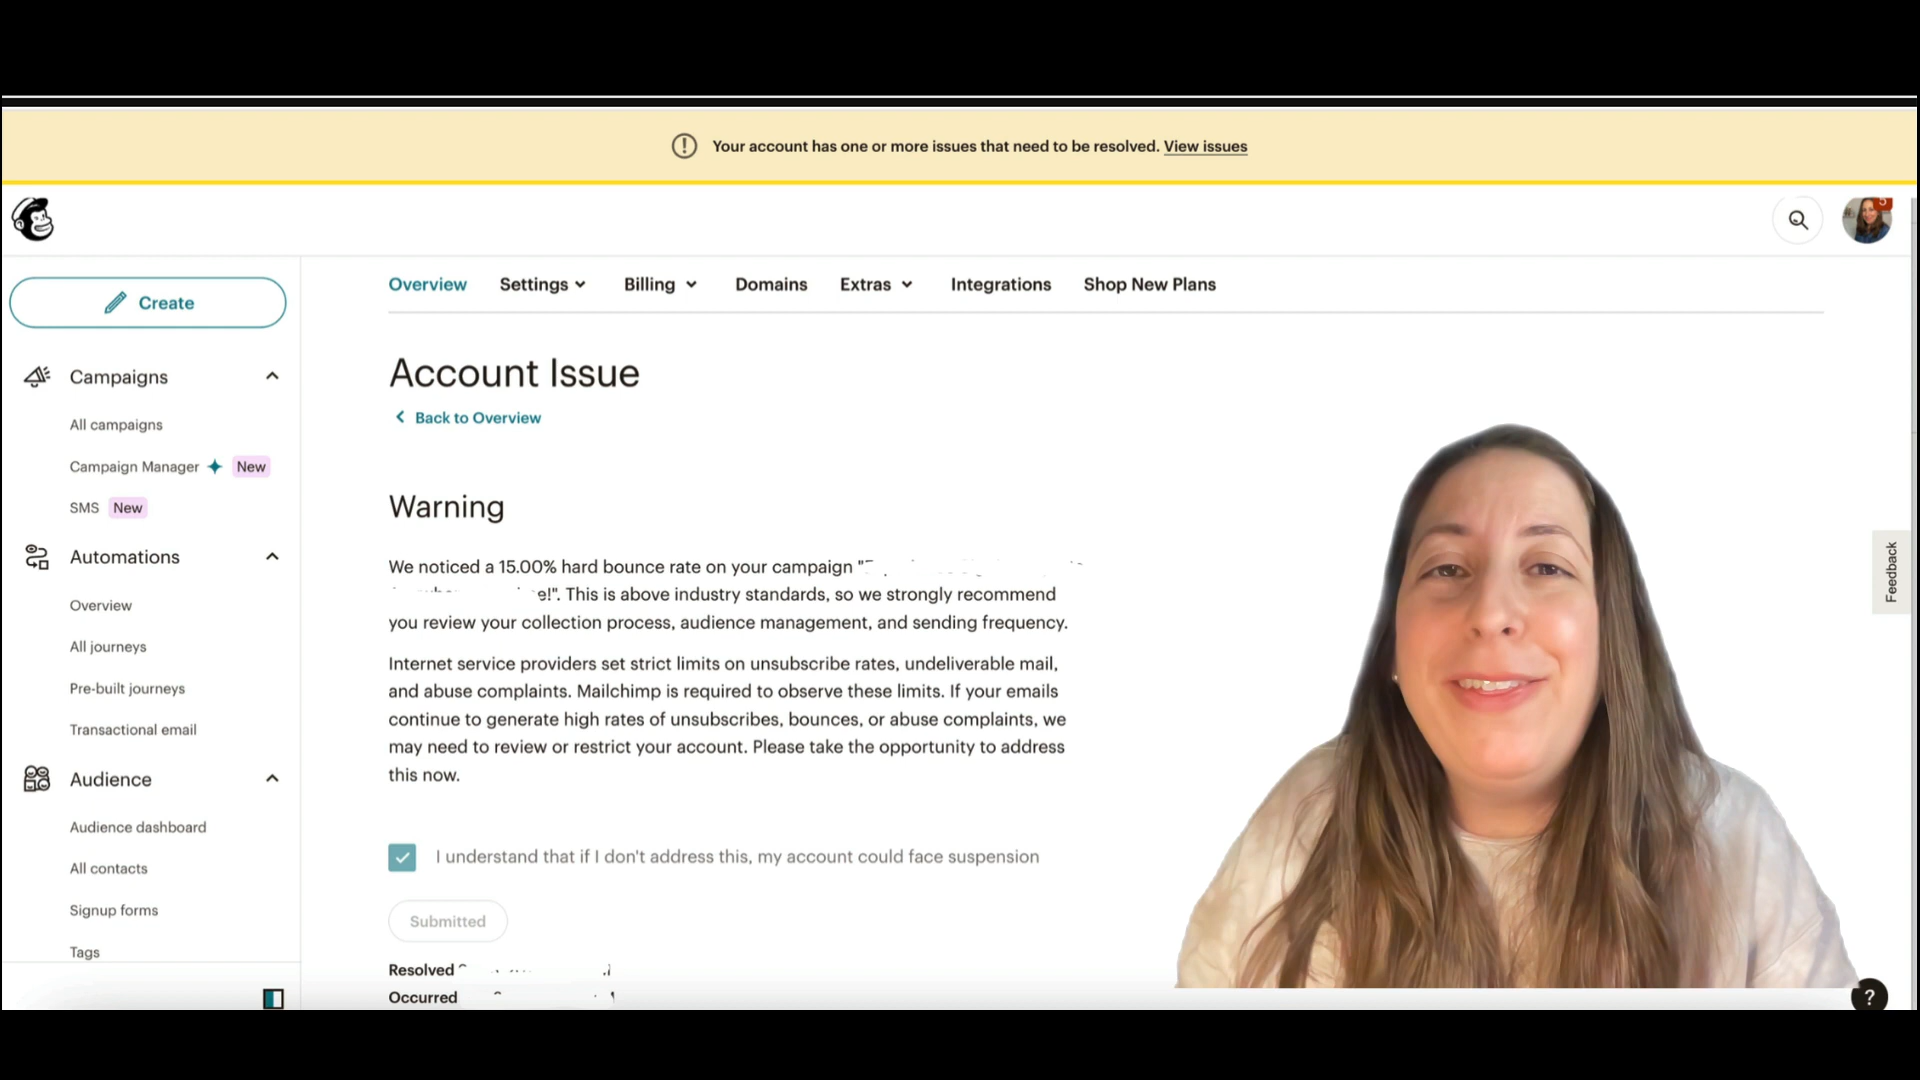 Your account has one or more issues that need to be resolved. View issues
5
Create
Overview Settings Billing Domains Extras Integrations Shop New Plans
Campaigns
All campaigns
Campaign Manager New
SMS New
Automations
Overview
All journeys
Pre-built journeys
Transactional email
Audience
Audience dashboard
All contacts
Signup forms
Tags
Account Issue
Back to Overview
Warning
We noticed a 15.00% hard bounce rate on your campaign "
e!". This is above industry standards, so we strongly recommend
you review your collection process, audience management, and sending frequency.
Internet service providers set strict limits on unsubscribe rates, undeliverable mail,
and abuse complaints. Mailchimp is required to observe these limits. If your emails
continue to generate high rates of unsubscribes, bounces, or abuse complaints, we
may need to review or restrict your account. Please take the opportunity to address
this now.
I understand that if I don't address this, my account could face suspension
Submitted
Resolved
Occurred
Feedback
?